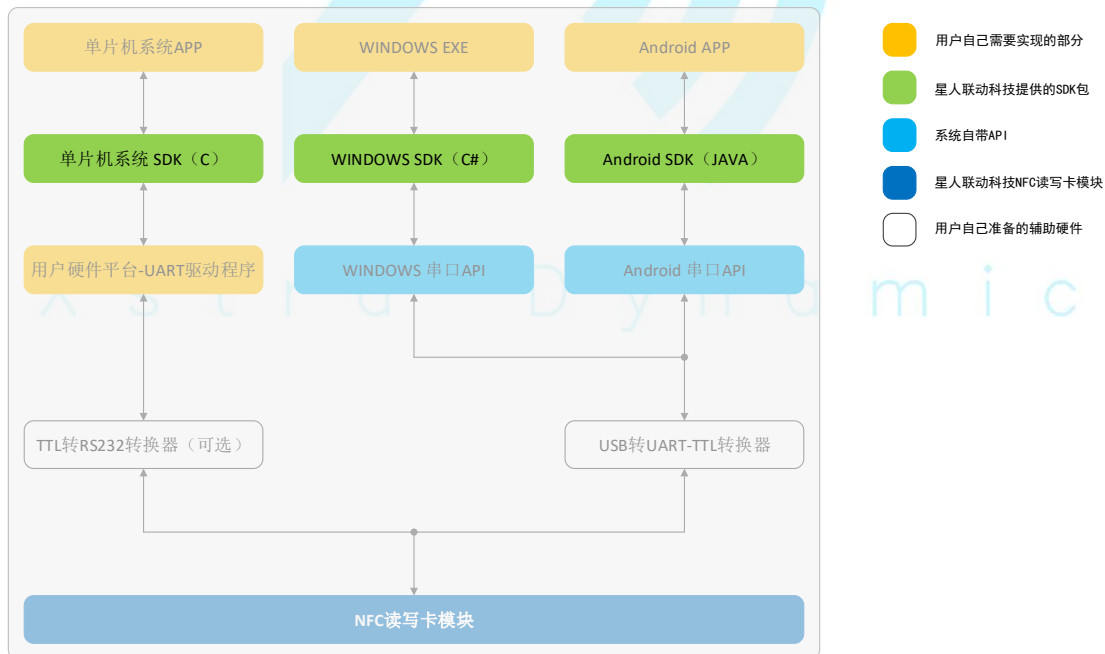 单片机系统APP
WINDOWS EXE
Android APP
用户自己需要实现的部分
星人联动科技提供的SDK包
系统自带API
星人联动科技NFC读写卡模块
用户自己准备的辅助硬件
单片机系统 SDK（C）
WINDOWS SDK（C#）
Android SDK（JAVA）
用户硬件平台-UART驱动程序
WINDOWS 串口API
Android 串口API
X s t r a D y n a m i c
TTL转RS232转换器（可选）
USB转UART-TTL转换器
NFC读写卡模块